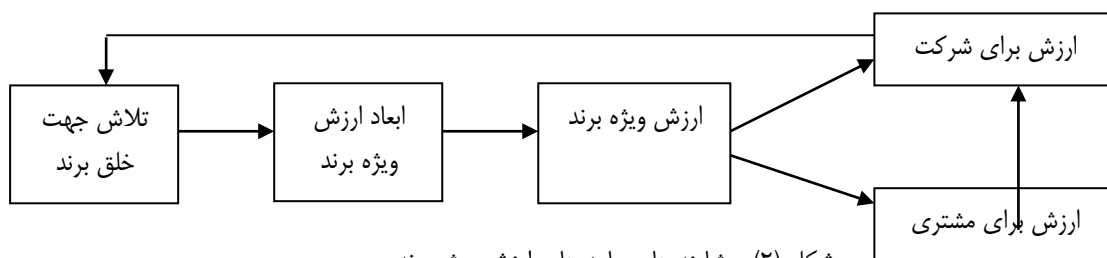 ارزش برای شرکت
تلاش جهت
خلق برند
ابعاد ارزش
ویژه برند
ارزش ویژه برند
ارزش برای مشتری
شکل (۲)